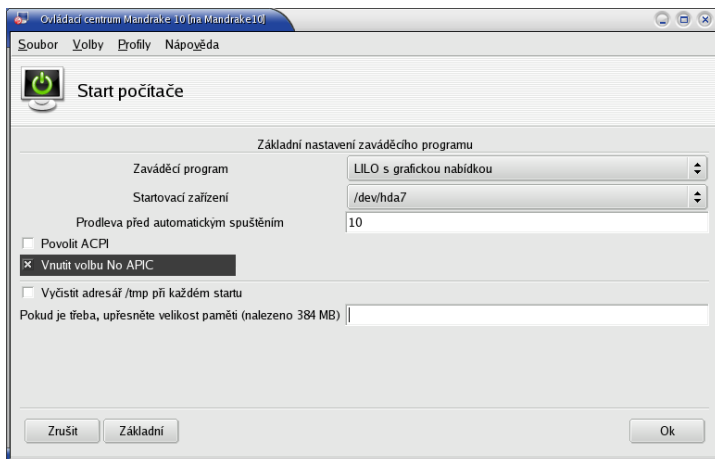 Ovládací centrum Mandrake 10 [na Mandrake10]
Soubor Volby Profily Nápověda
Start počítače
Základní nastavení zaváděcího programu
Zaváděcí program LILO s grafickou nabídkou
Startovací zařízení /dev/hda7
Prodleva před automatickým spuštěním 10
Povolit ACPI
Vnutit volbu No APIC
Vyčistit adresář /tmp při každém startu
Pokud je třeba, upřesněte velikost paměti (nalezeno 384 MB)
Zrušit Základní Ok